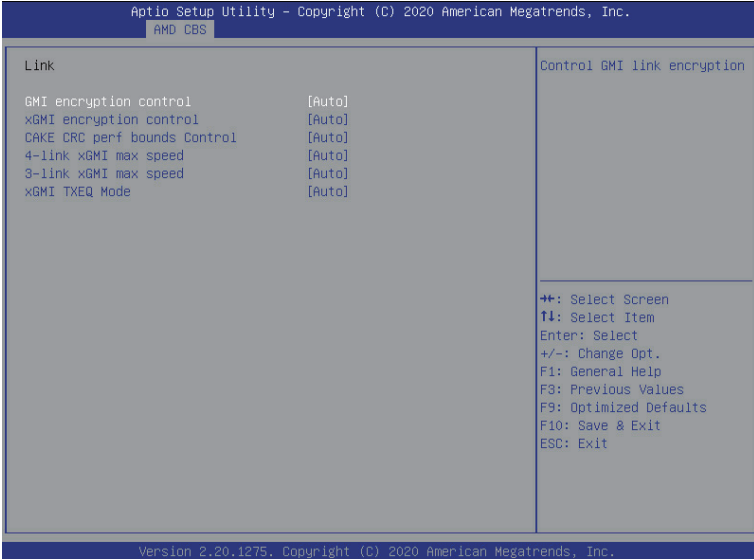 Aptio Setup Utility – Copyright (C) 2020 American Megatrends, Inc.
AMD CBS
Link
GMI encryption control [Auto]
xGMI encryption control [Auto]
CAKE CRC perf bounds Control [Auto]
4-link xGMI max speed [Auto]
3-link xGMI max speed [Auto]
xGMI TXEQ Mode [Auto]
Control GMI link encryption
→←: Select Screen
↑↓: Select Item
Enter: Select
+/-: Change Opt.
F1: General Help
F3: Previous Values
F9: Optimized Defaults
F10: Save & Exit
ESC: Exit
Version 2.20.1275. Copyright (C) 2020 American Megatrends, Inc.